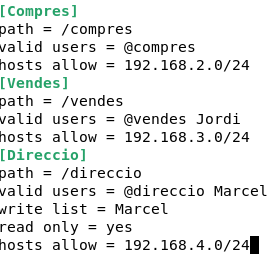 [Compres]
path = /compres
valid users = @compres
hosts allow = 192.168.2.0/24
[Vendes]
path = /vendes
valid users = @vendes Jordi
hosts allow = 192.168.3.0/24
[Direccio]
path = /direccio
valid users = @direccio Marcel
write list = Marcel
read only = yes
hosts allow = 192.168.4.0/24